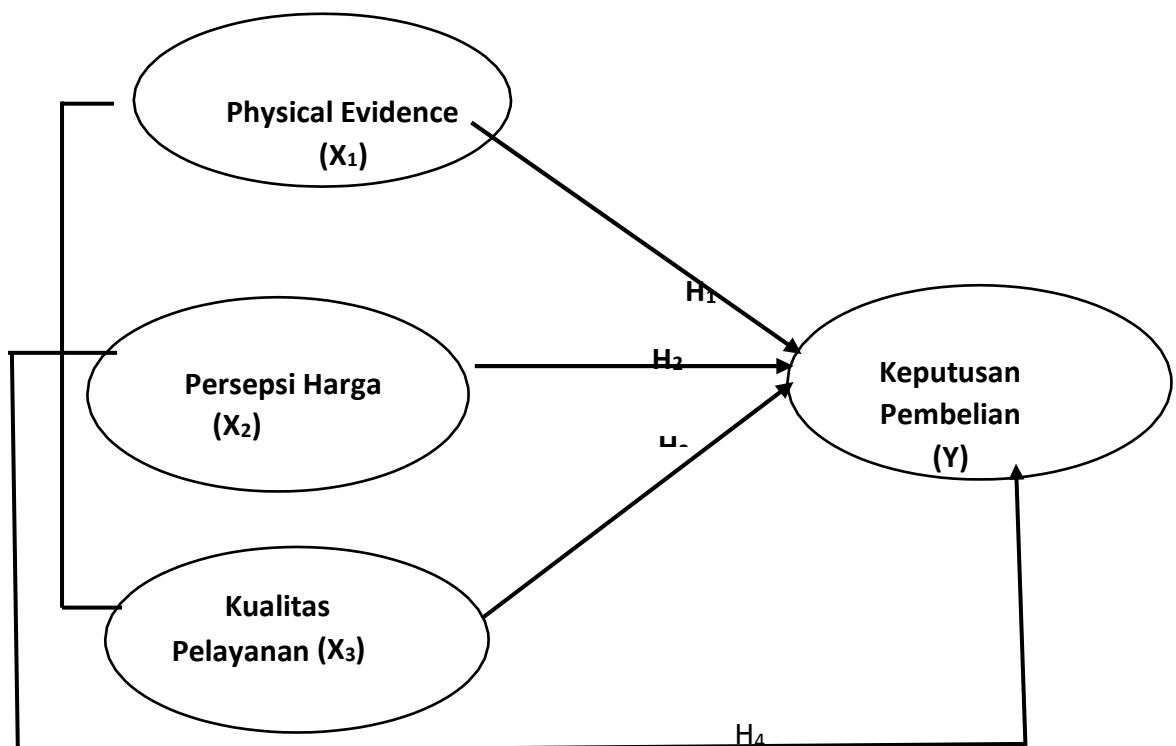 Physical Evidence
(X₁)
H₁
Persepsi Harga
(X₂)
H₂
Keputusan
Pembelian
(Y)
Kualitas
Pelayanan (X₃)
H₄